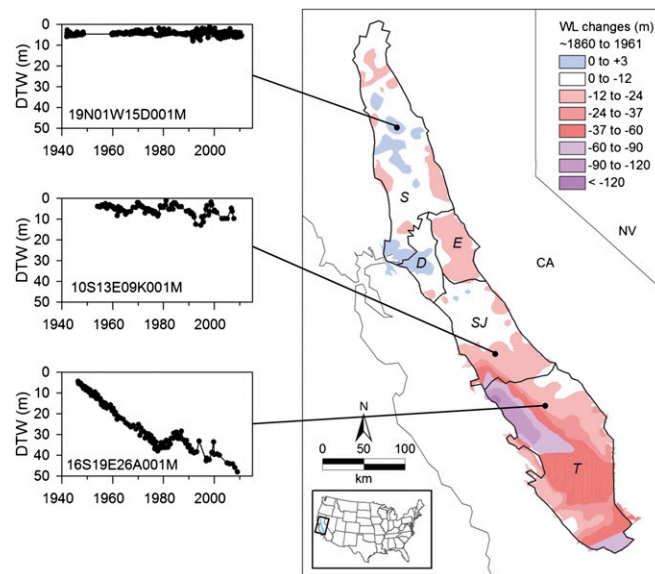 0
10
20
30
40
50
DTW (m)
19N01W15D001M
1940 1960 1980 2000
0
10
20
30
40
50
DTW (m)
10S13E09K001M
1940 1960 1980 2000
0
10
20
30
40
50
DTW (m)
16S19E26A001M
1940 1960 1980 2000
WL changes (m)
~1860 to 1961
0 to +3
0 to -12
-12 to -24
-24 to -37
-37 to -60
-60 to -90
-90 to -120
< -120
NV
CA
S
E
D
SJ
T
N
0 50 100
km